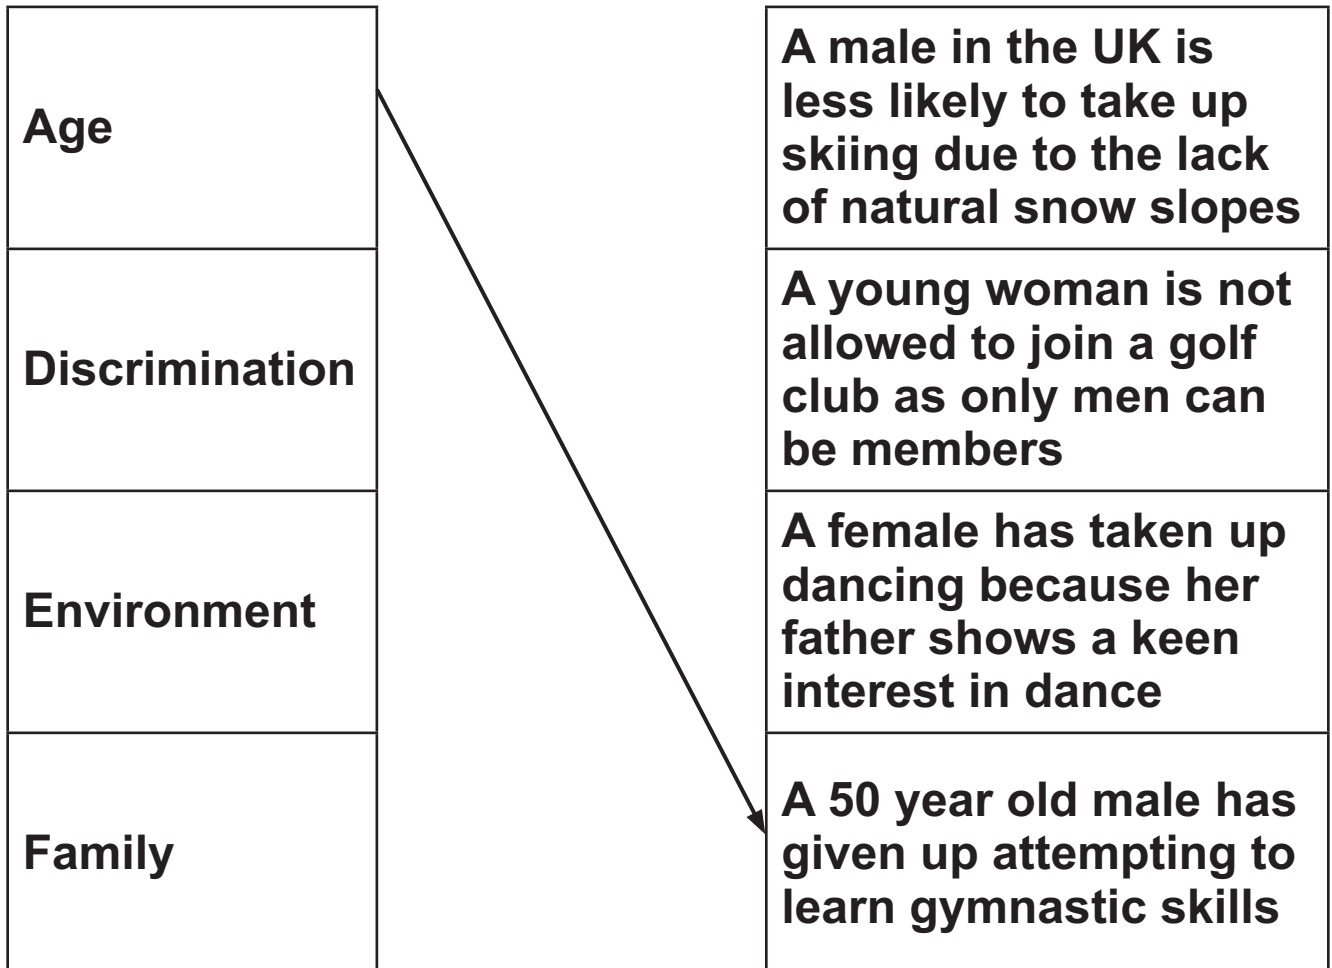 Age
A male in the UK is
less likely to take up
skiing due to the lack
of natural snow slopes
Discrimination
A young woman is not
allowed to join a golf
club as only men can
be members
Environment
A female has taken up
dancing because her
father shows a keen
interest in dance
Family
A 50 year old male has
given up attempting to
learn gymnastic skills